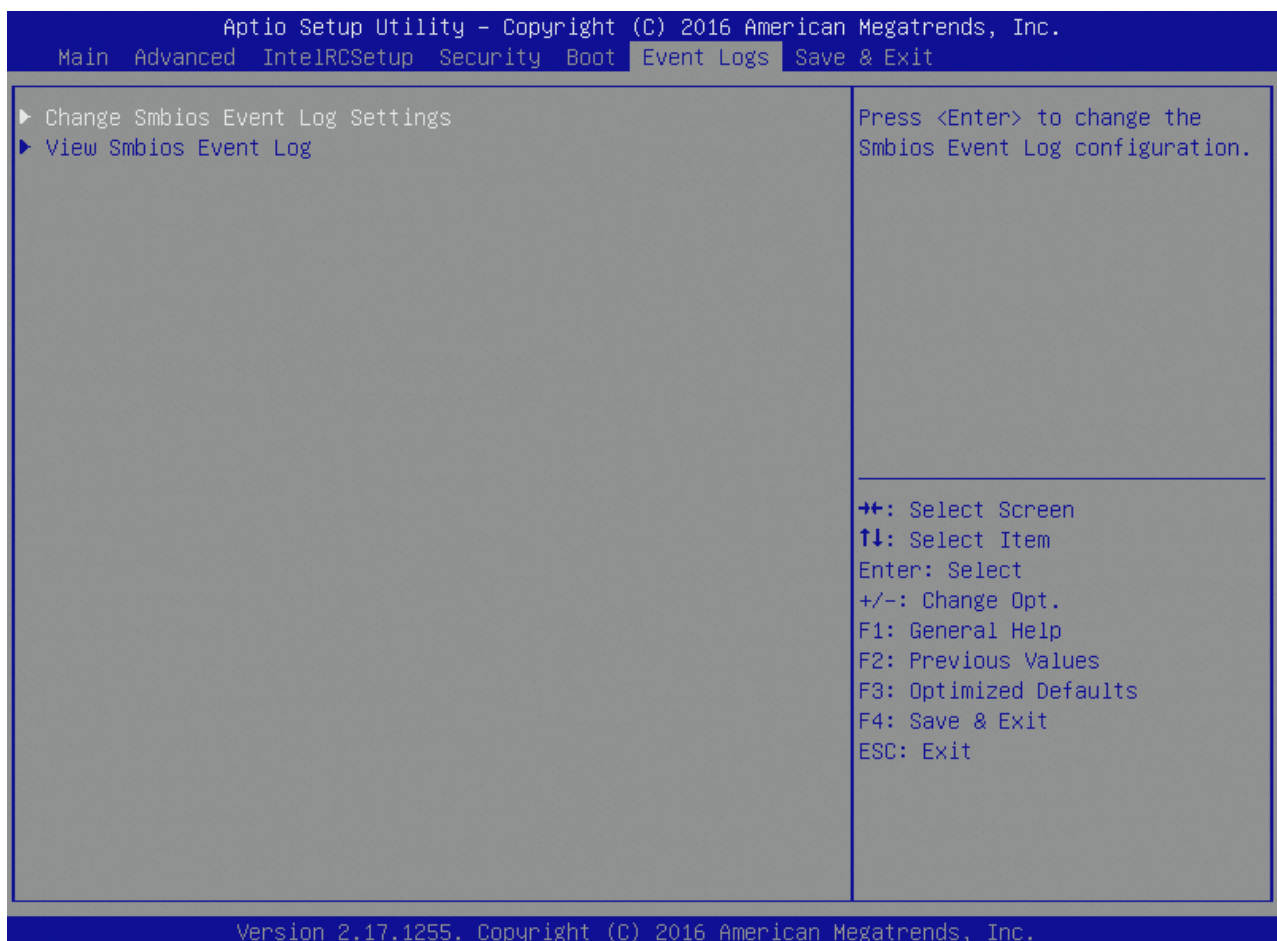 Aptio Setup Utility – Copyright (C) 2016 American Megatrends, Inc.
Main Advanced IntelRCSetup Security Boot Event Logs Save & Exit
▶ Change Smbios Event Log Settings
▶ View Smbios Event Log
Press <Enter> to change the
Smbios Event Log configuration.
→←: Select Screen
↑↓: Select Item
Enter: Select
+/-: Change Opt.
F1: General Help
F2: Previous Values
F3: Optimized Defaults
F4: Save & Exit
ESC: Exit
Version 2.17.1255. Copyright (C) 2016 American Megatrends, Inc.